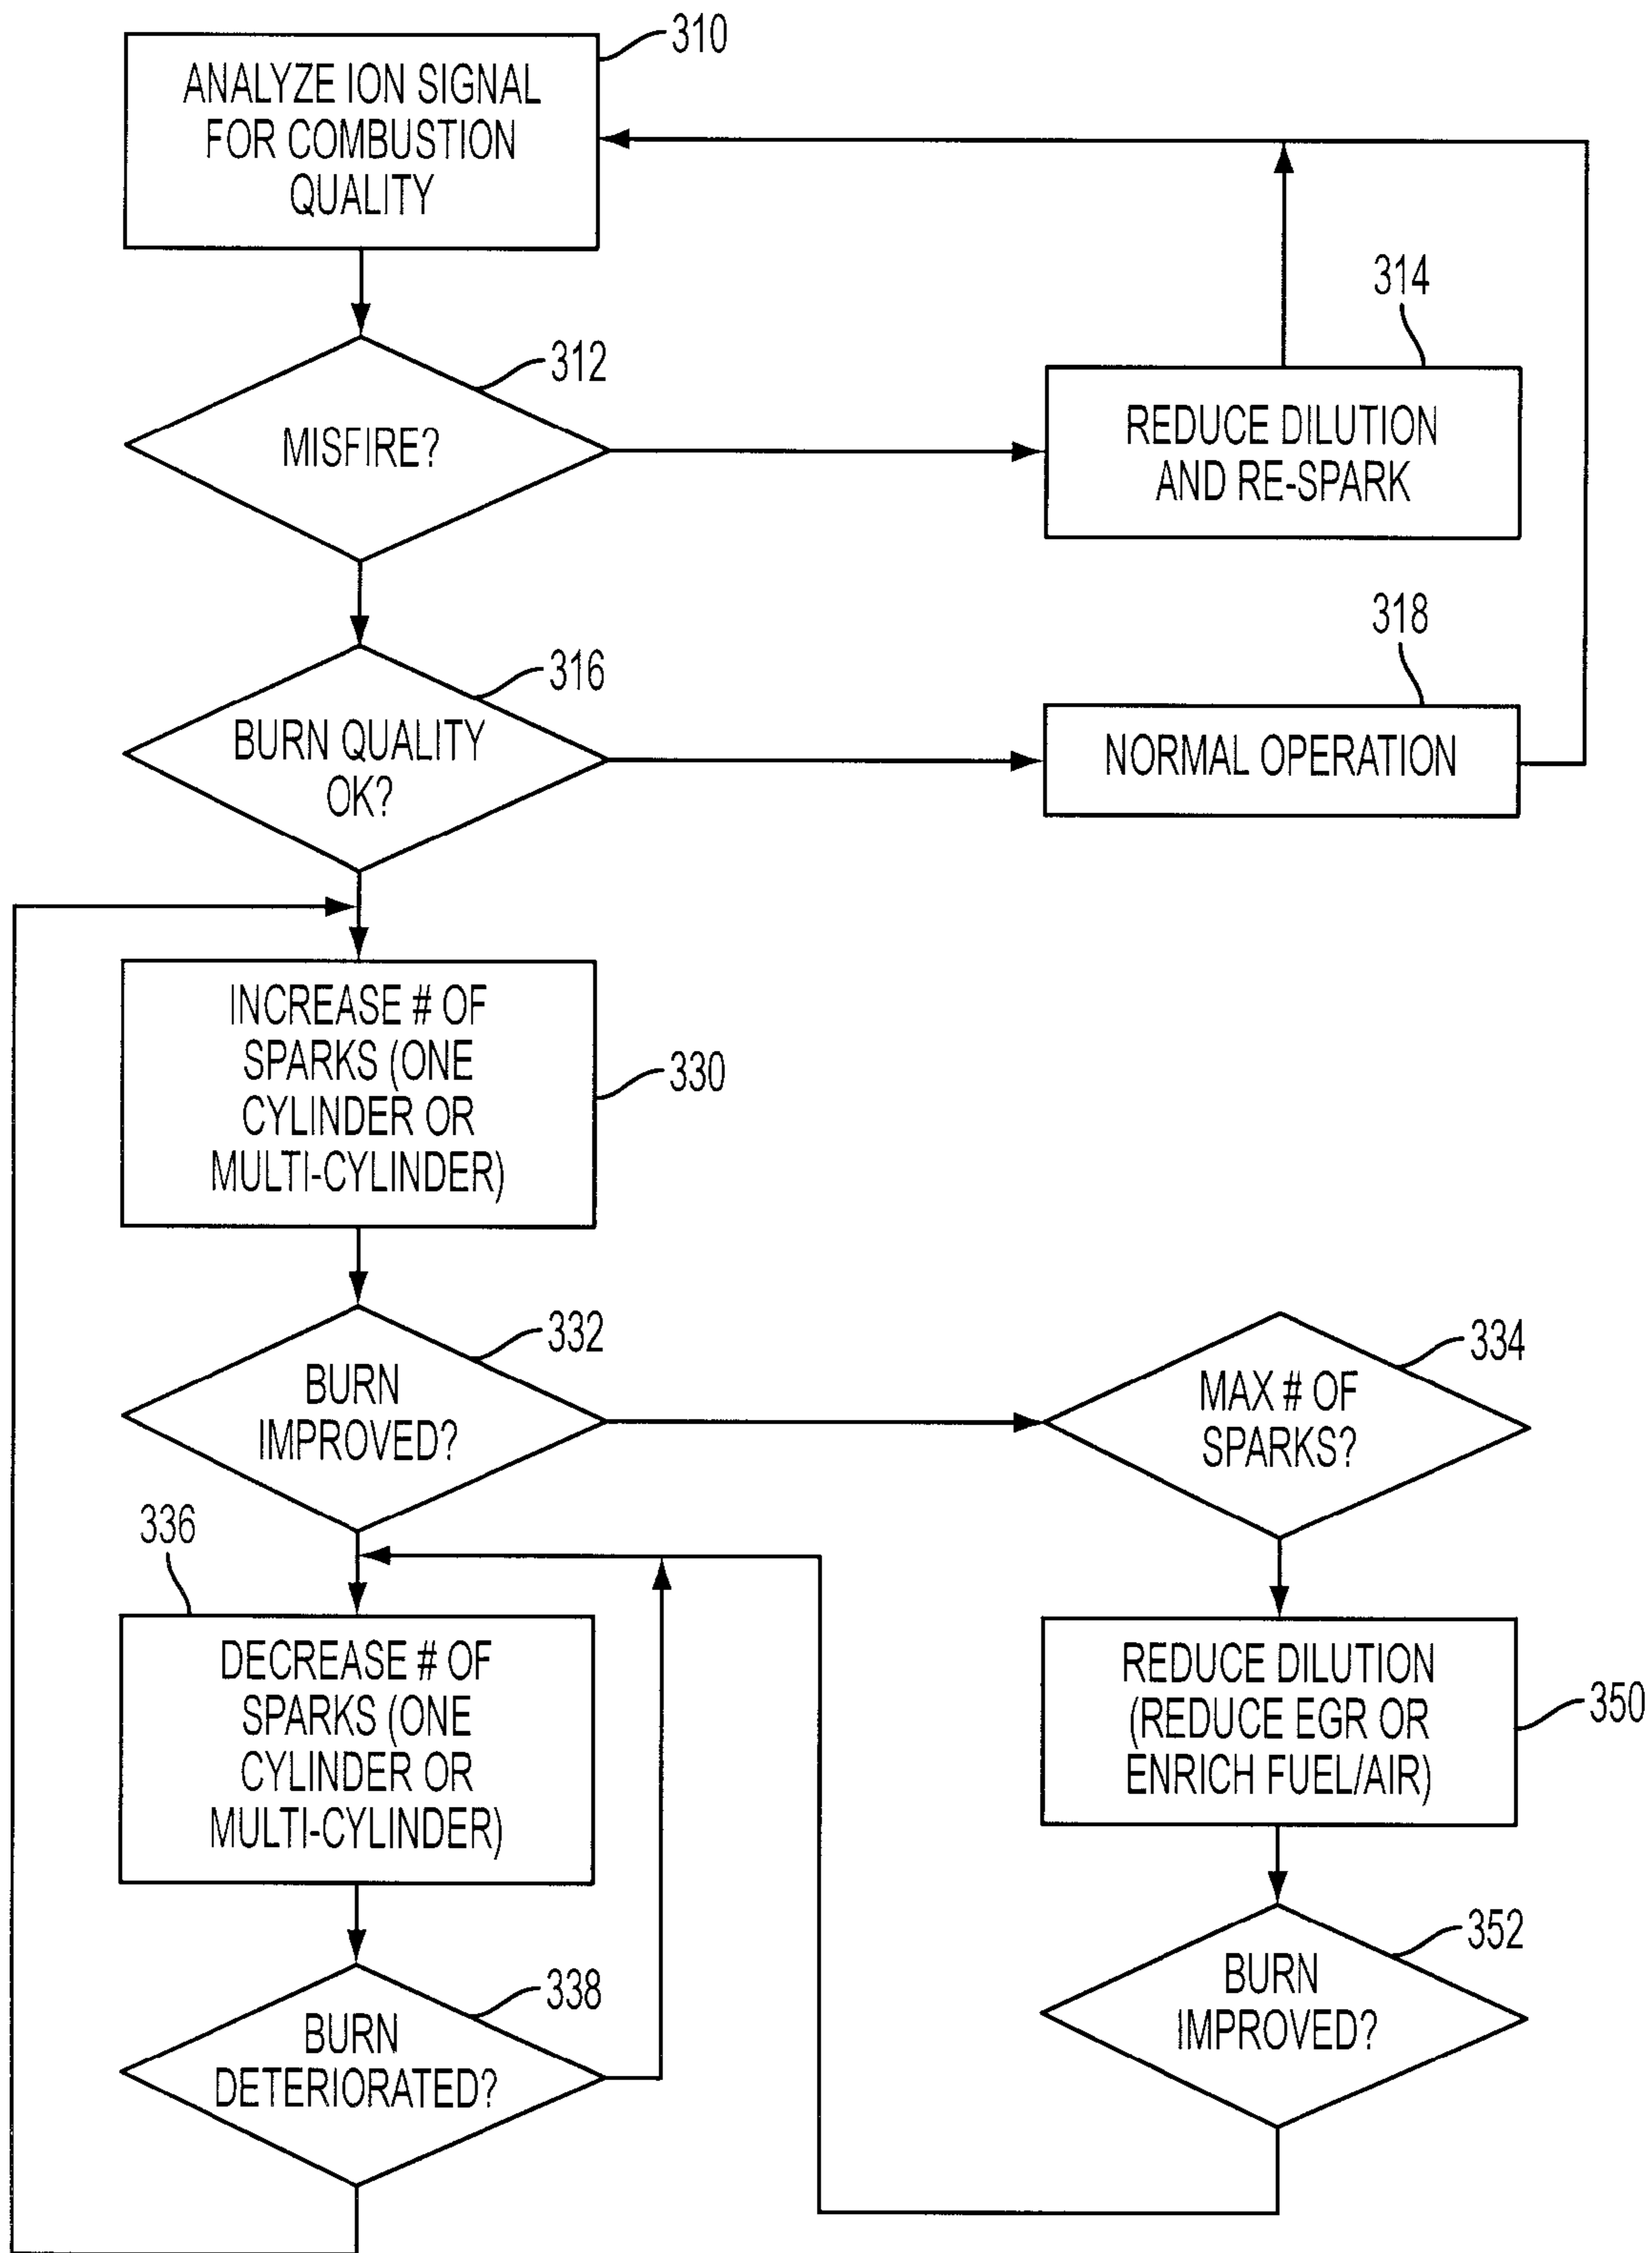 310
ANALYZE ION SIGNAL
FOR COMBUSTION
QUALITY
312
MISFIRE?
314
REDUCE DILUTION
AND RE-SPARK
316
BURN QUALITY
OK?
318
NORMAL OPERATION
INCREASE # OF
SPARKS (ONE
CYLINDER OR
MULTI-CYLINDER)
330
332
BURN
IMPROVED?
334
MAX # OF
SPARKS?
336
DECREASE # OF
SPARKS (ONE
CYLINDER OR
MULTI-CYLINDER)
REDUCE DILUTION
(REDUCE EGR OR
ENRICH FUEL/AIR)
350
338
BURN
DETERIORATED?
352
BURN
IMPROVED?